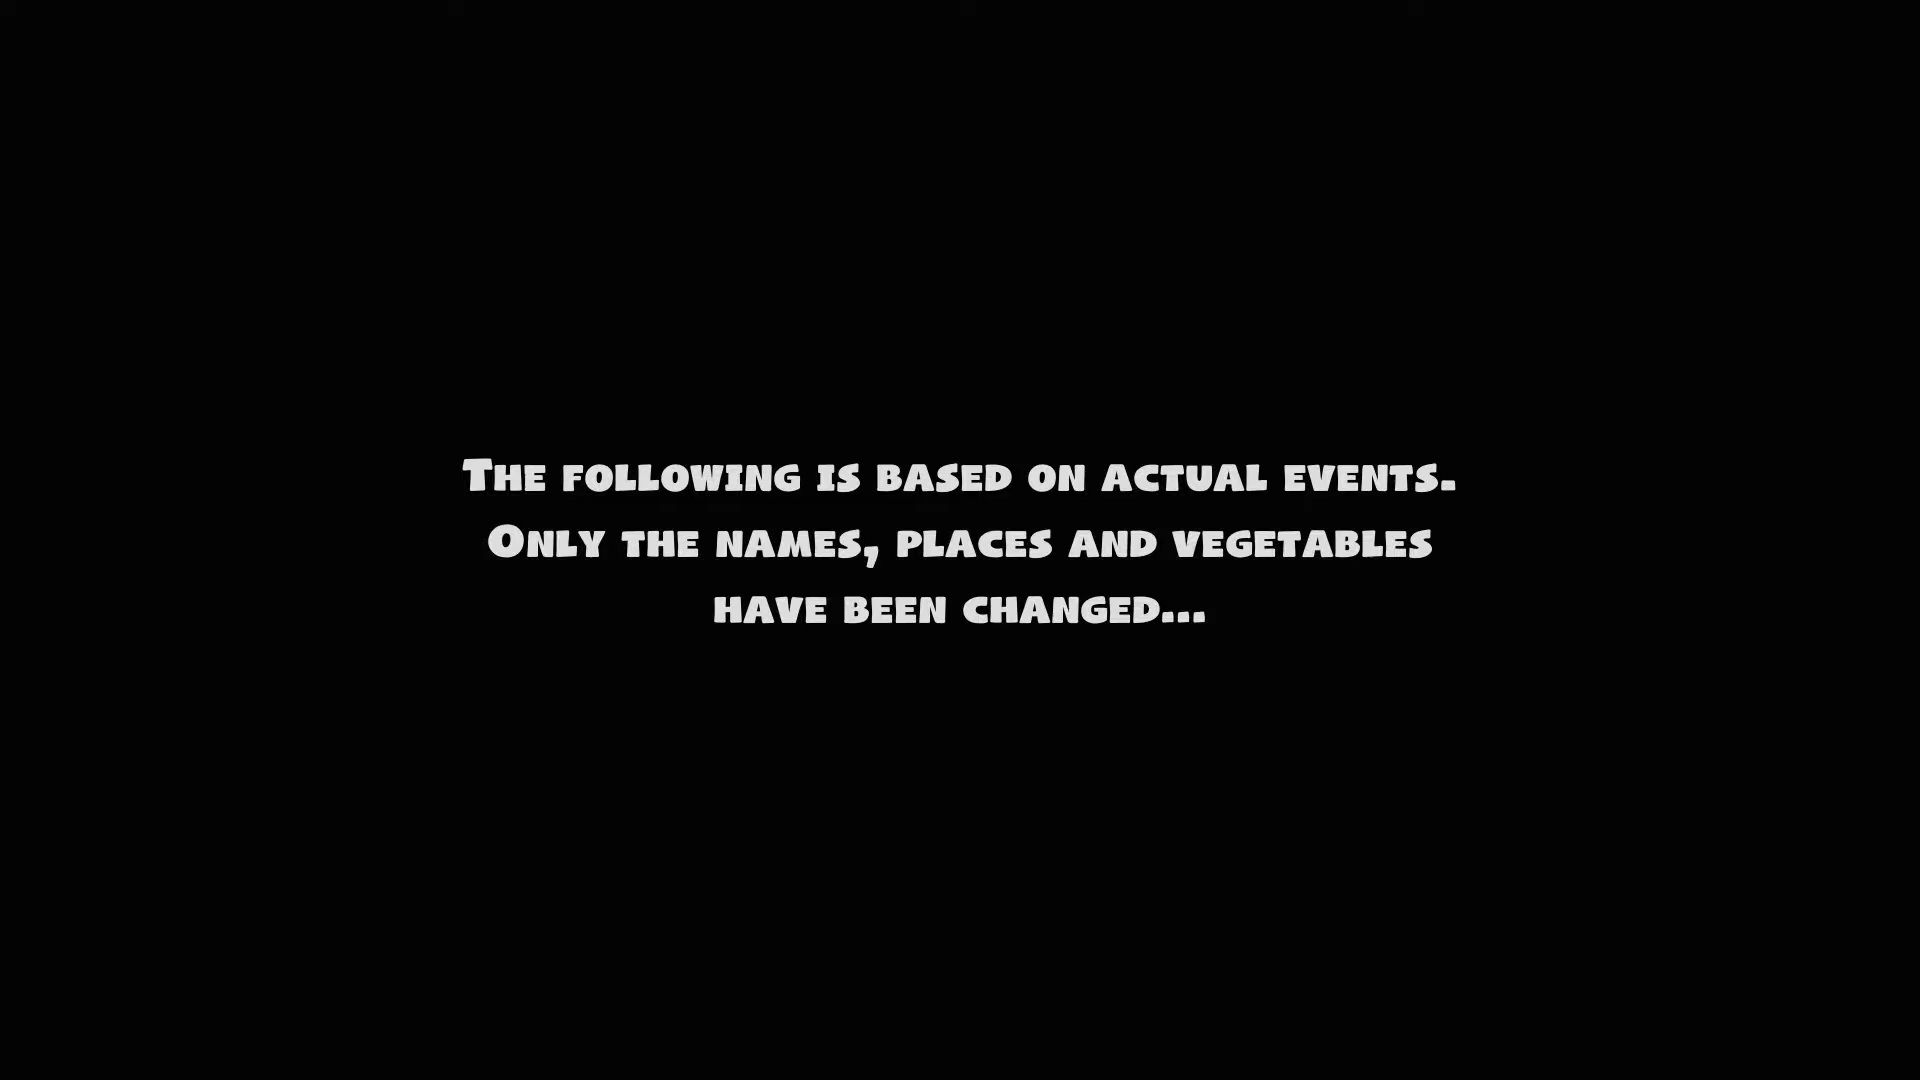 The following is based on actual events.
Only the names, places and vegetables
have been changed...